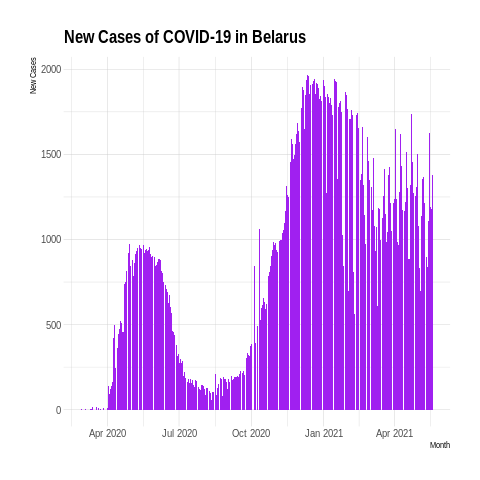 New Cases of COVID-19 in Belarus
New Cases
2000
1500
1000
500
0
Apr 2020 Jul 2020 Oct 2020 Jan 2021 Apr 2021
Month